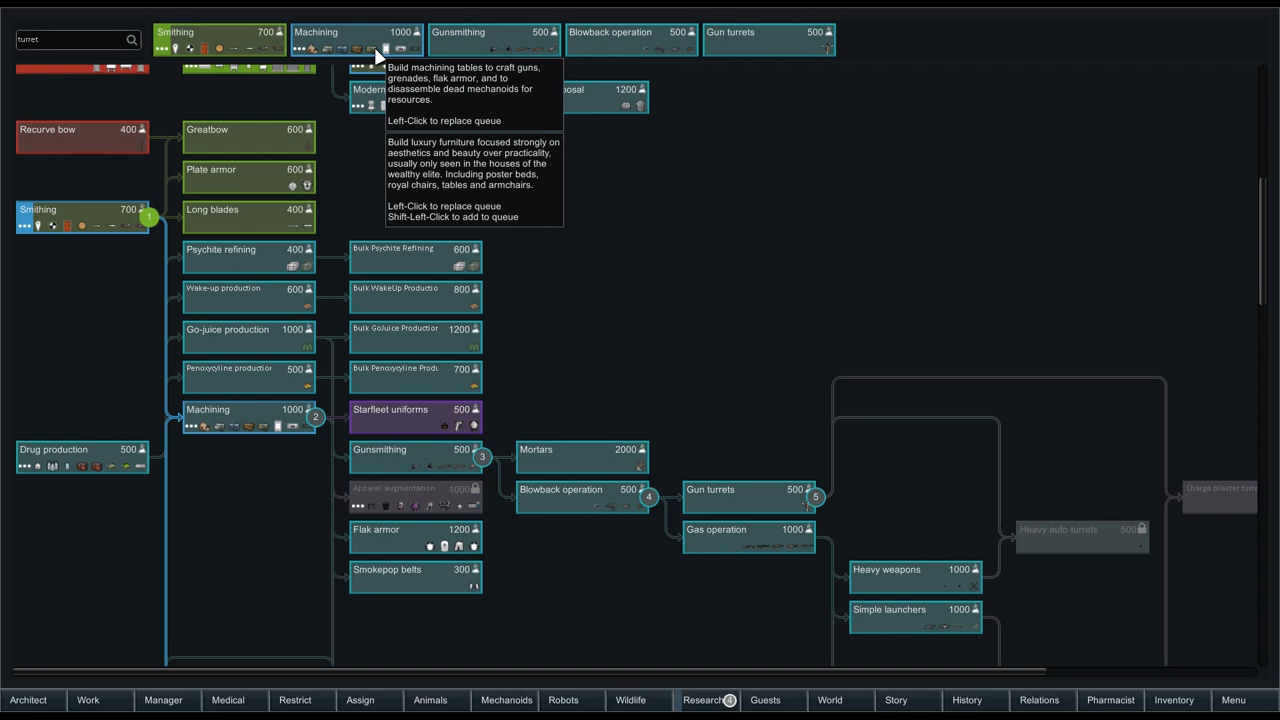 turret
Smithing 700
Machining 1000
Gunsmithing 500
Blowback operation 500
Gun turrets 500
Build machining tables to craft guns,
grenades, flak armor, and to
disassemble dead mechanoids for
resources.
Left-Click to replace queue
Build luxury furniture focused strongly on
aesthetics and beauty over practicality,
usually only seen in the houses of the
wealthy elite. Including poster beds,
royal chairs, tables and armchairs.
Left-Click to replace queue
Shift-Left-Click to add to queue
Modern
posal 1200
Recurve bow 400
Greatbow 600
Plate armor 600
Smithing 700 1
Long blades 400
Psychite refining 400
Bulk Psychite Refining 600
Wake-up production 600
Bulk WakeUp Productio 800
Go-juice production 1000
Bulk GoJuice Production 1200
Penoxycyline production 500
Bulk Penoxycyline Produ 700
Machining 1000 2
Starfleet uniforms 500
Drug production 500
Gunsmithing 500 3
Mortars 2000
Apparel augmentation 1000
Blowback operation 500 4
Gun turrets 500 5
Charge blaster turre
Flak armor 1200
Gas operation 1000
Heavy auto turrets 500
Smokepop belts 300
Heavy weapons 1000
Simple launchers 1000
Architect Work Manager Medical Restrict Assign Animals Mechanoids Robots Wildlife Research 4 Guests World Story History Relations Pharmacist Inventory Menu